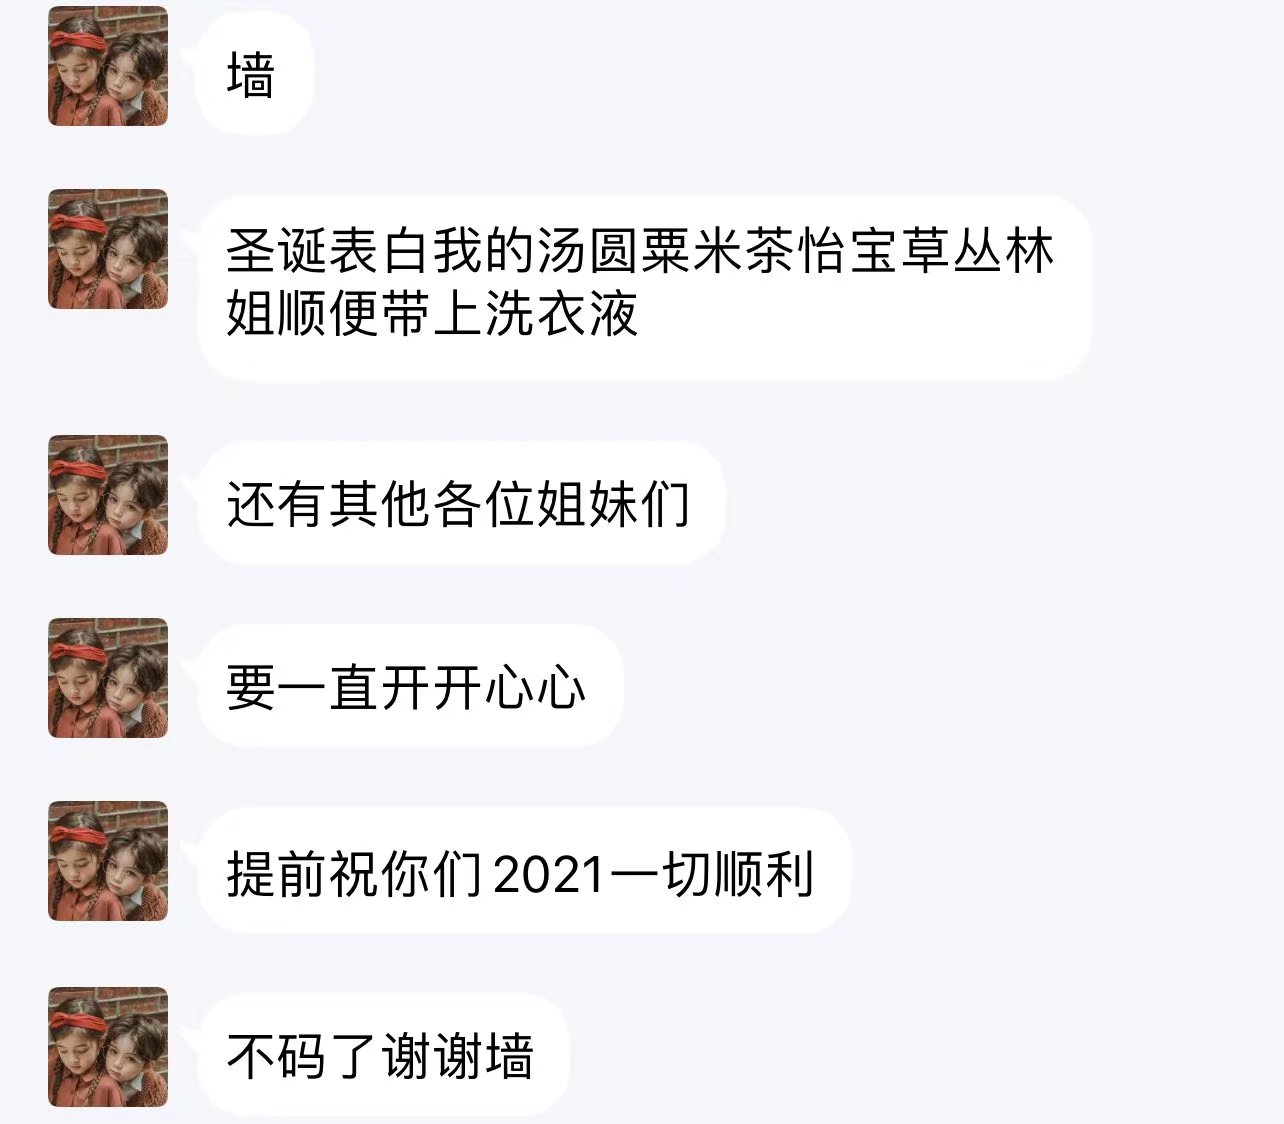 墙
圣诞表白我的汤圆粟米茶怡宝草丛林
姐顺便带上洗衣液
还有其他各位姐妹们
要一直开开心心
提前祝你们2021一切顺利
不码了谢谢墙